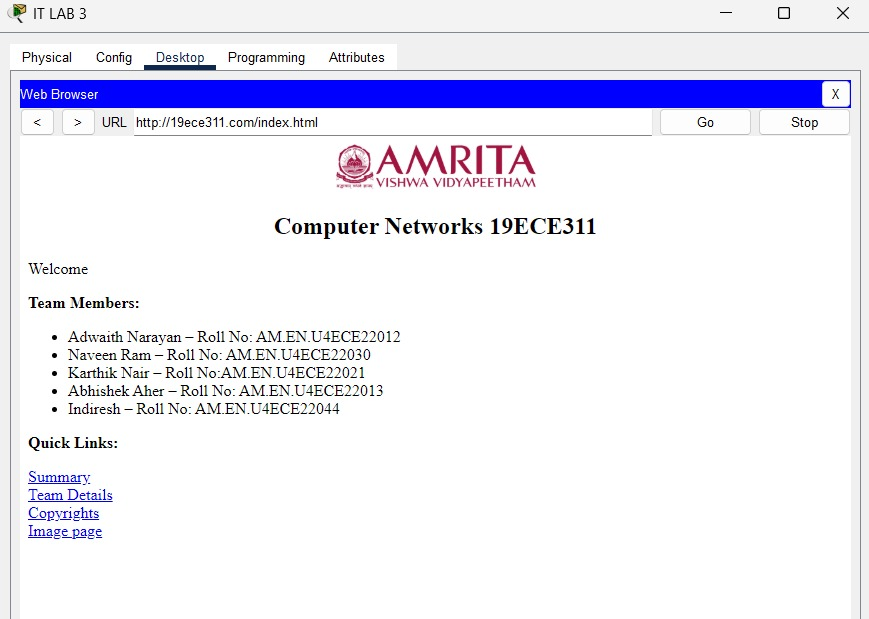 IT LAB 3
Physical Config Desktop Programming Attributes
Web Browser X
< > URL http://19ece311.com/index.html Go Stop
AMRITA
VISHWA VIDYAPEETHAM
Computer Networks 19ECE311
Welcome
Team Members:
• Adwaith Narayan – Roll No: AM.EN.U4ECE22012
• Naveen Ram – Roll No: AM.EN.U4ECE22030
• Karthik Nair – Roll No:AM.EN.U4ECE22021
• Abhishek Aher – Roll No: AM.EN.U4ECE22013
• Indiresh – Roll No: AM.EN.U4ECE22044
Quick Links:
Summary
Team Details
Copyrights
Image page